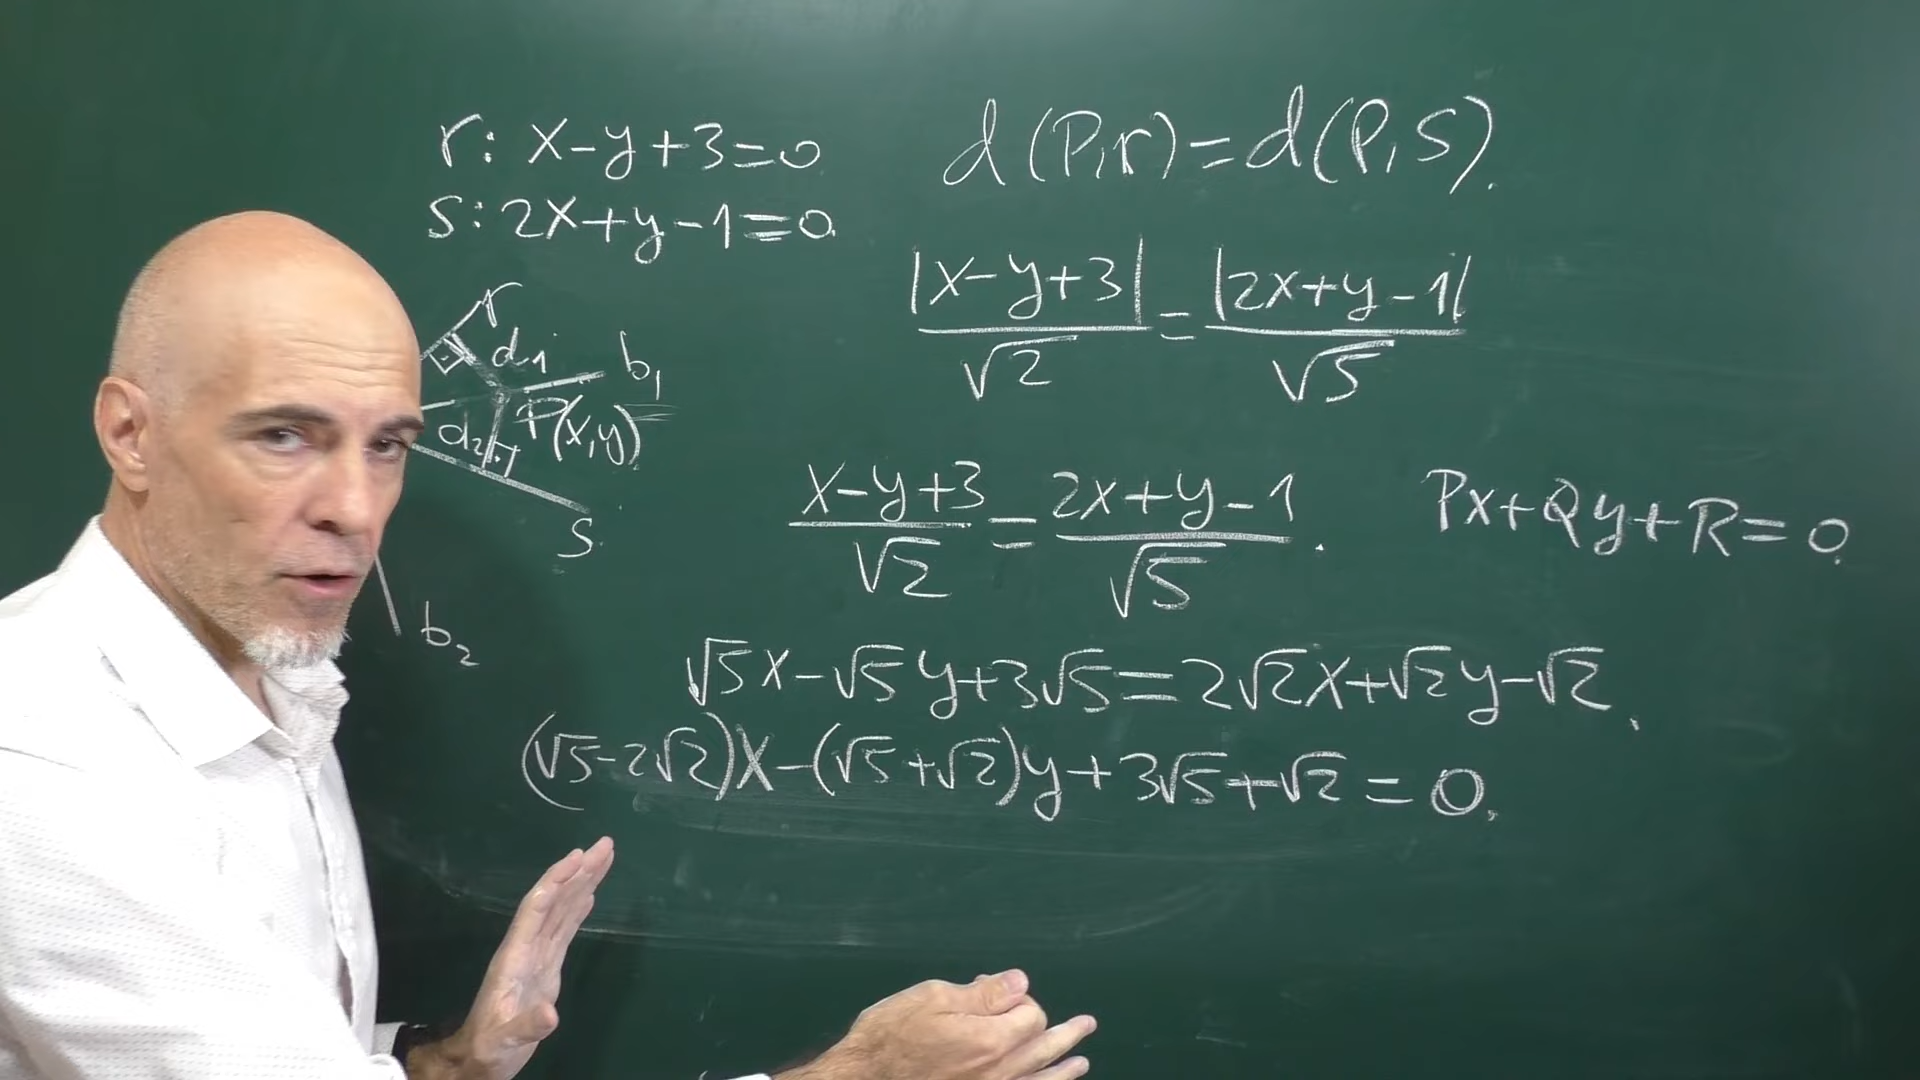 r: x-y+3=0
s: 2x+y-1=0.
d(P,r)=d(P,s).
|x-y+3|/√2 = |2x+y-1|/√5
r
d₁
b₁
P(x,y)
d₂
s.
b₂
(x-y+3)/√2 = (2x+y-1)/√5.
Px+Qy+R=0.
√5x-√5y+3√5=2√2x+√2y-√2.
(√5-2√2)x-(√5+√2)y+3√5+√2=0.